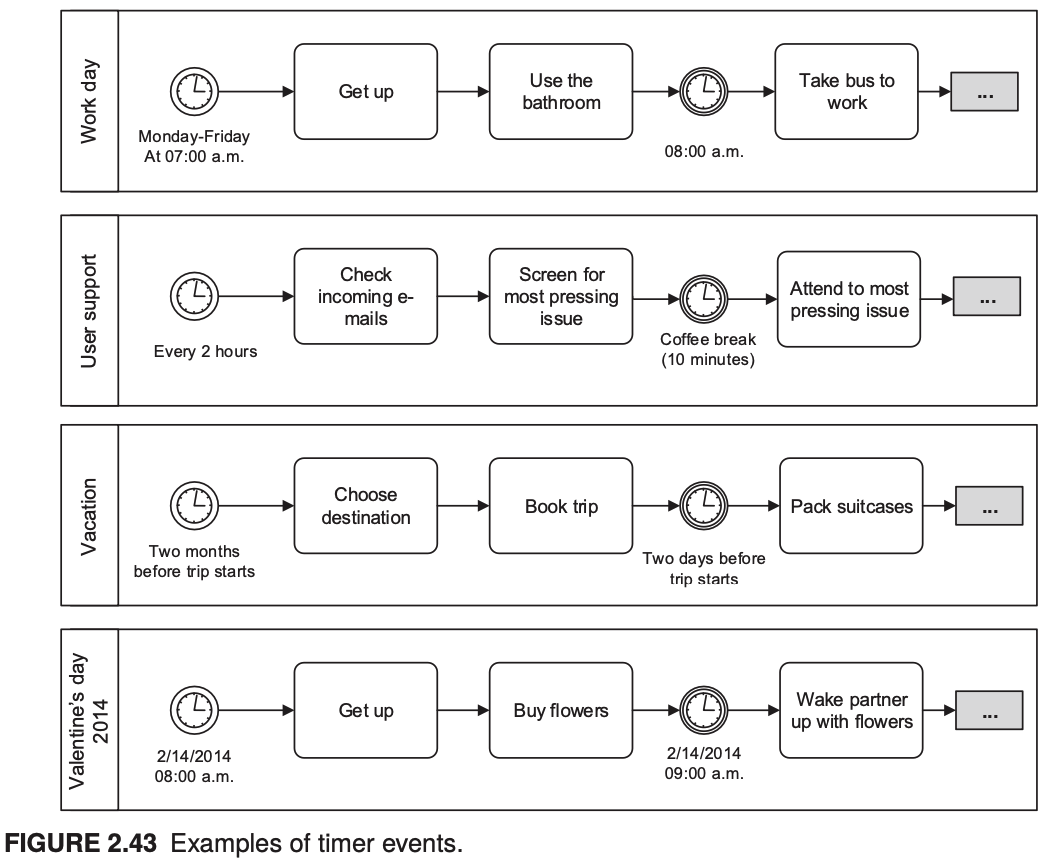 Work day
Get up
Use the
bathroom
Take bus to
work
...
Monday-Friday
At 07:00 a.m.
08:00 a.m.
User support
Check
incoming e-
mails
Screen for
most pressing
issue
Attend to most
pressing issue
...
Every 2 hours
Coffee break
(10 minutes)
Vacation
Choose
destination
Book trip
Pack suitcases
...
Two months
before trip starts
Two days before
trip starts
Valentine's day
2014
Get up
Buy flowers
Wake partner
up with flowers
...
2/14/2014
08:00 a.m.
2/14/2014
09:00 a.m.
FIGURE 2.43 Examples of timer events.